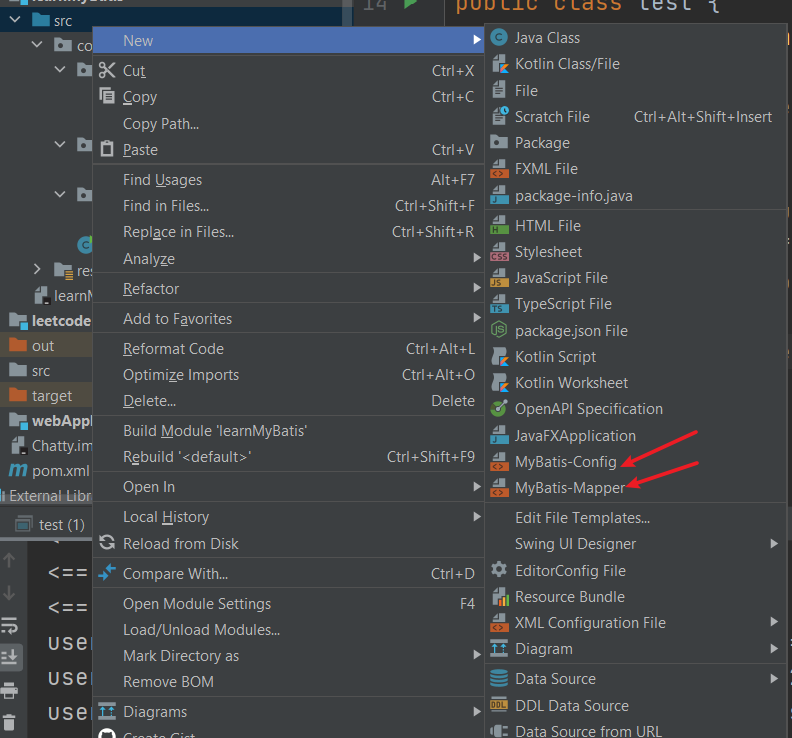 14
public class test {
src
New
co
Cut Ctrl+X
Copy Ctrl+C
Copy Path...
Paste Ctrl+V
Find Usages Alt+F7
Find in Files... Ctrl+Shift+F
Replace in Files... Ctrl+Shift+R
Analyze
re
Refactor
learnM
Add to Favorites
leetcode
Reformat Code Ctrl+Alt+L
out
Optimize Imports Ctrl+Alt+O
src
Delete... Delete
target
Build Module 'learnMyBatis'
webAppl
Rebuild '<default>' Ctrl+Shift+F9
Chatty.im
pom.xml
Open In
External Libr
Local History
test (1)
Reload from Disk
Compare With... Ctrl+D
<==
Open Module Settings F4
<==
Load/Unload Modules...
user
Mark Directory as
Remove BOM
user
Diagrams
user
Create Gist
Java Class
Kotlin Class/File
File
Scratch File Ctrl+Alt+Shift+Insert
Package
FXML File
package-info.java
HTML File
Stylesheet
JavaScript File
TypeScript File
package.json File
Kotlin Script
Kotlin Worksheet
OpenAPI Specification
JavaFXApplication
MyBatis-Config
MyBatis-Mapper
Edit File Templates...
Swing UI Designer
EditorConfig File
Resource Bundle
XML Configuration File
Diagram
Data Source
DDL Data Source
Data Source from URL